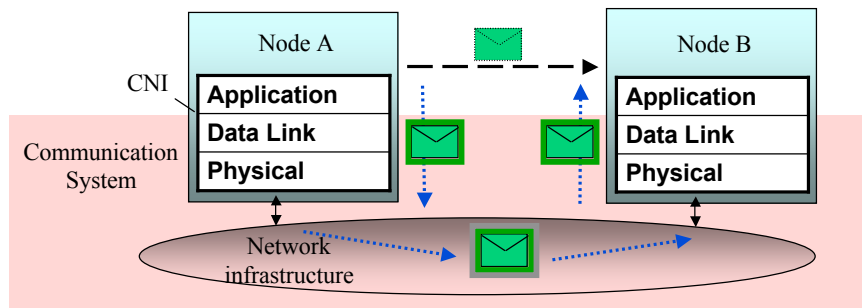 Node A
Node B
CNI
Application
Data Link
Physical
Application
Data Link
Physical
Communication
System
Network
infrastructure